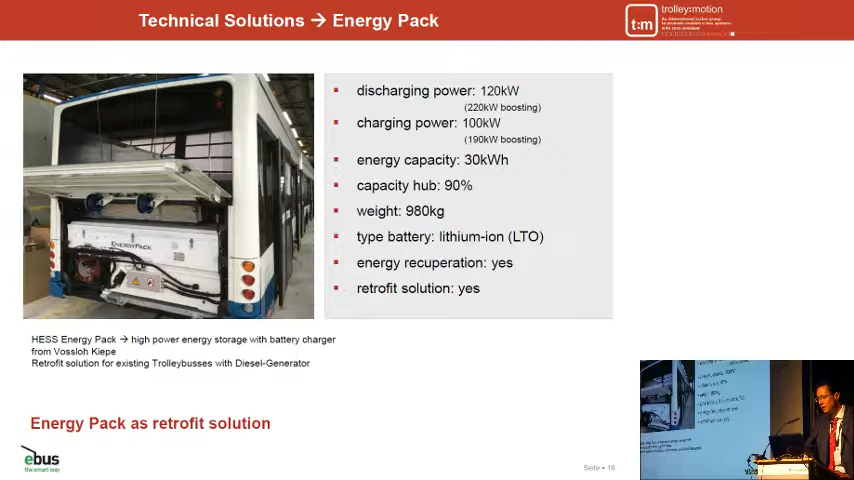 Technical Solutions → Energy Pack
trolley:motion
t:m
ENERGYPACK
▪ discharging power: 120kW
(220kW boosting)
▪ charging power: 100kW
(190kW boosting)
▪ energy capacity: 30kWh
▪ capacity hub: 90%
▪ weight: 980kg
▪ type battery: lithium-ion (LTO)
▪ energy recuperation: yes
▪ retrofit solution: yes
HESS Energy Pack → high power energy storage with battery charger
from Vossloh Kiepe
Retrofit solution for existing Trolleybusses with Diesel-Generator
Energy Pack as retrofit solution
ebus
the smart way
Seite ▪ 18